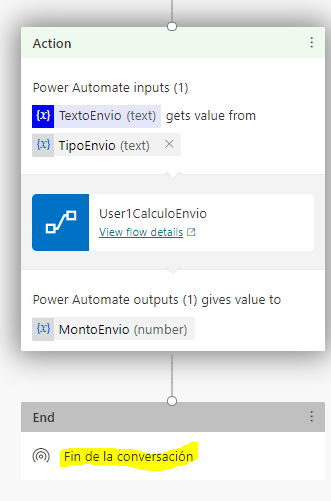 Action
Power Automate inputs (1)
{x} TextoEnvio (text) gets value from
{x} TipoEnvio (text)
User1CalculoEnvio
View flow details
Power Automate outputs (1) gives value to
{x} MontoEnvio (number)
End
Fin de la conversación